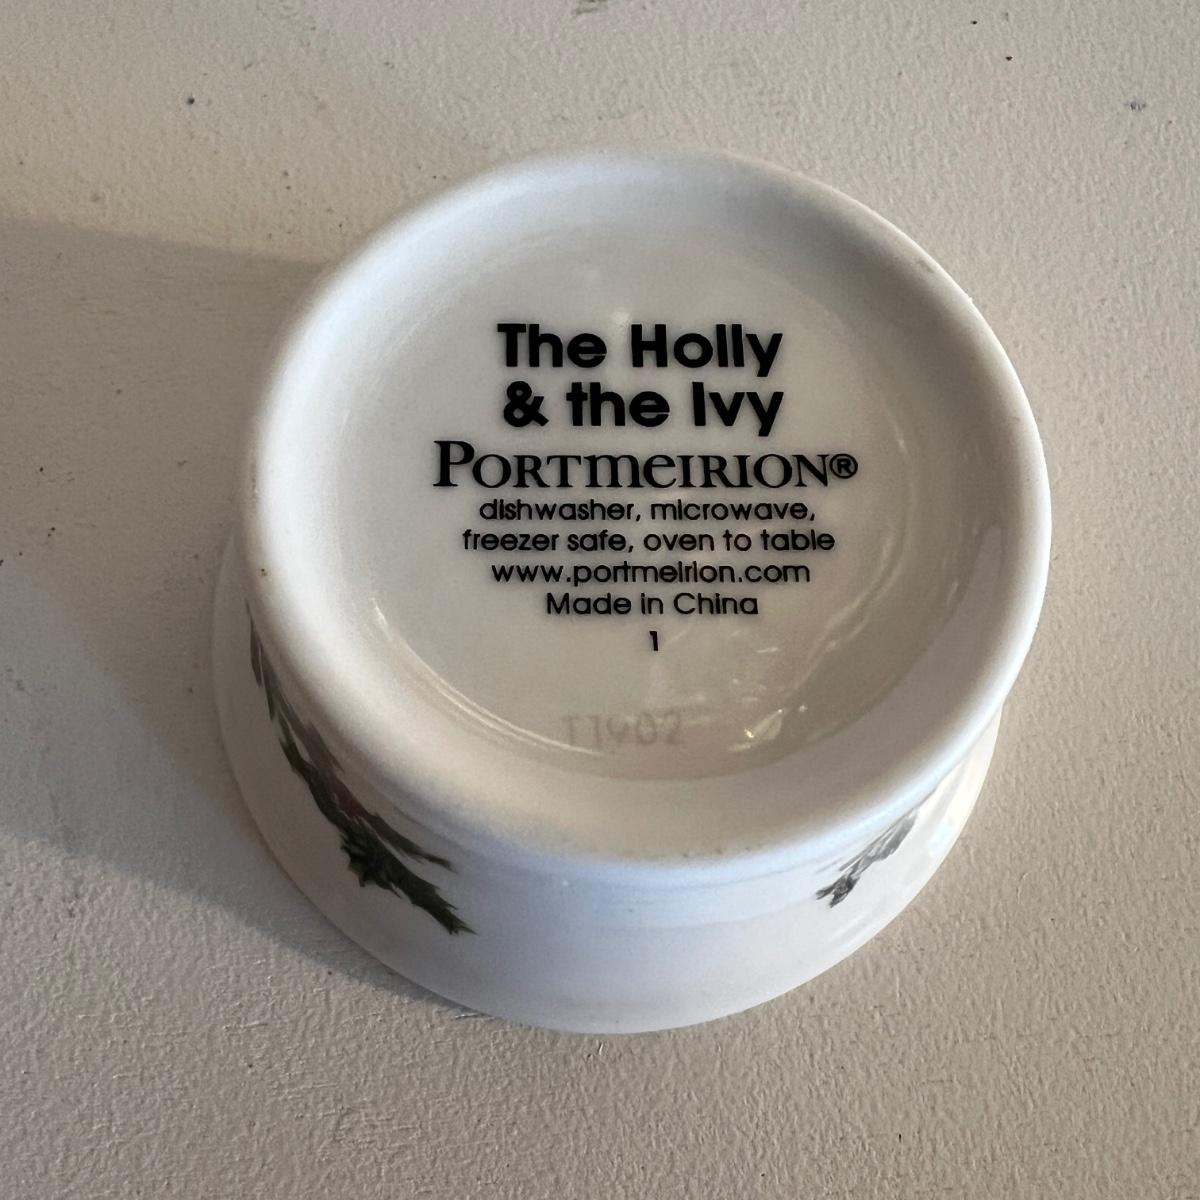 The Holly
& the Ivy
PORTMEIRION®
dishwasher, microwave,
freezer safe, oven to table
www.portmeirion.com
Made in China
1
T1902